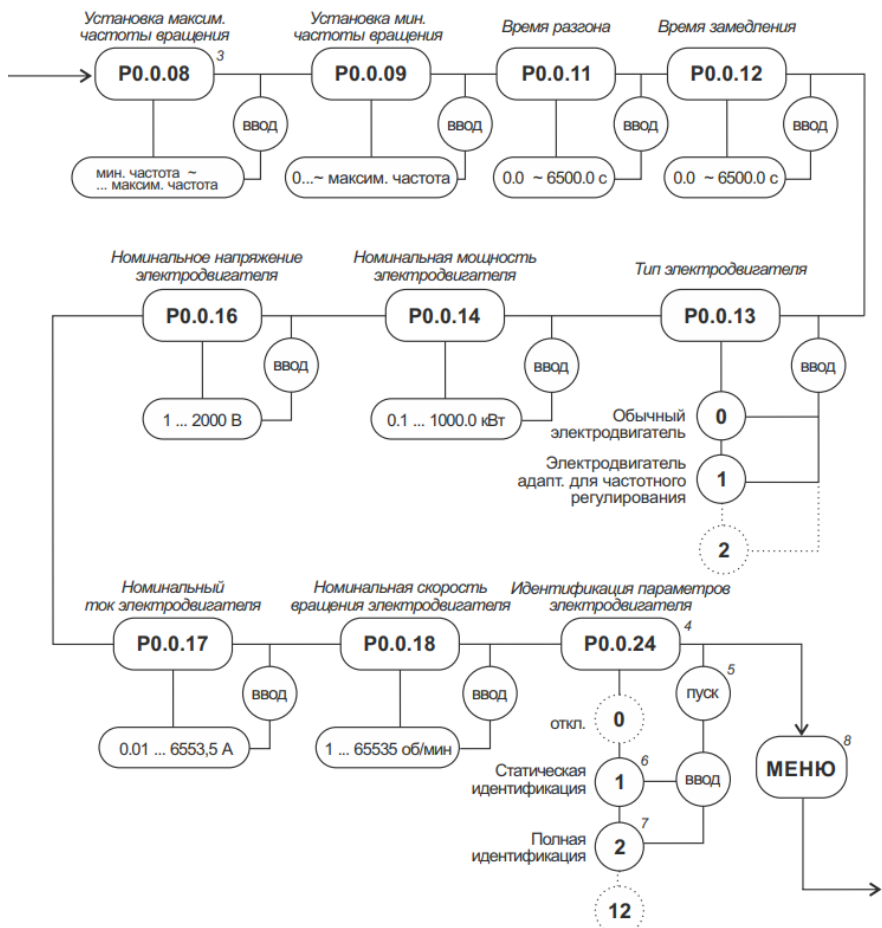 Установка максим.
частоты вращения
P0.0.08
3
ввод
мин. частота ~
... максим. частота
Установка мин.
частоты вращения
P0.0.09
ввод
0...~ максим. частота
Время разгона
P0.0.11
ввод
0.0 ~ 6500.0 с
Время замедления
P0.0.12
ввод
0.0 ~ 6500.0 с
Номинальное напряжение
электродвигателя
P0.0.16
ввод
1 ... 2000 В
Номинальная мощность
электродвигателя
P0.0.14
ввод
0.1 ... 1000.0 кВт
Тип электродвигателя
P0.0.13
ввод
Обычный
электродвигатель
0
Электродвигатель
адапт. для частотного
регулирования
1
2
Номинальный
ток электродвигателя
P0.0.17
ввод
0.01 ... 6553,5 А
Номинальная скорость
вращения электродвигателя
P0.0.18
ввод
1 ... 65535 об/мин
Идентификация параметров
электродвигателя
P0.0.24
4
5
пуск
откл.
0
Статическая
идентификация
1
6
ввод
Полная
идентификация
2
7
12
МЕНЮ
8